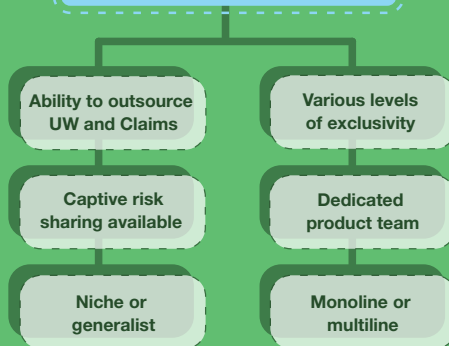 Ability to outsource
UW and Claims
Various levels
of exclusivity
Captive risk
sharing available
Dedicated
product team
Niche or
generalist
Monoline or
multiline